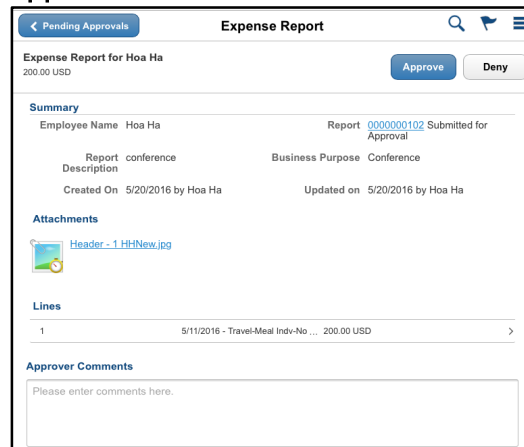 Pending Approvals
Expense Report
Expense Report for Hoa Ha
200.00 USD
Approve
Deny
Summary
Employee Name Hoa Ha
Report 0000000102 Submitted for
Approval
Report
Description
conference
Business Purpose Conference
Created On 5/20/2016 by Hoa Ha
Updated on 5/20/2016 by Hoa Ha
Attachments
Header - 1 HHNew.jpg
Lines
1 5/11/2016 - Travel-Meal Indv-No ... 200.00 USD
Approver Comments
Please enter comments here.